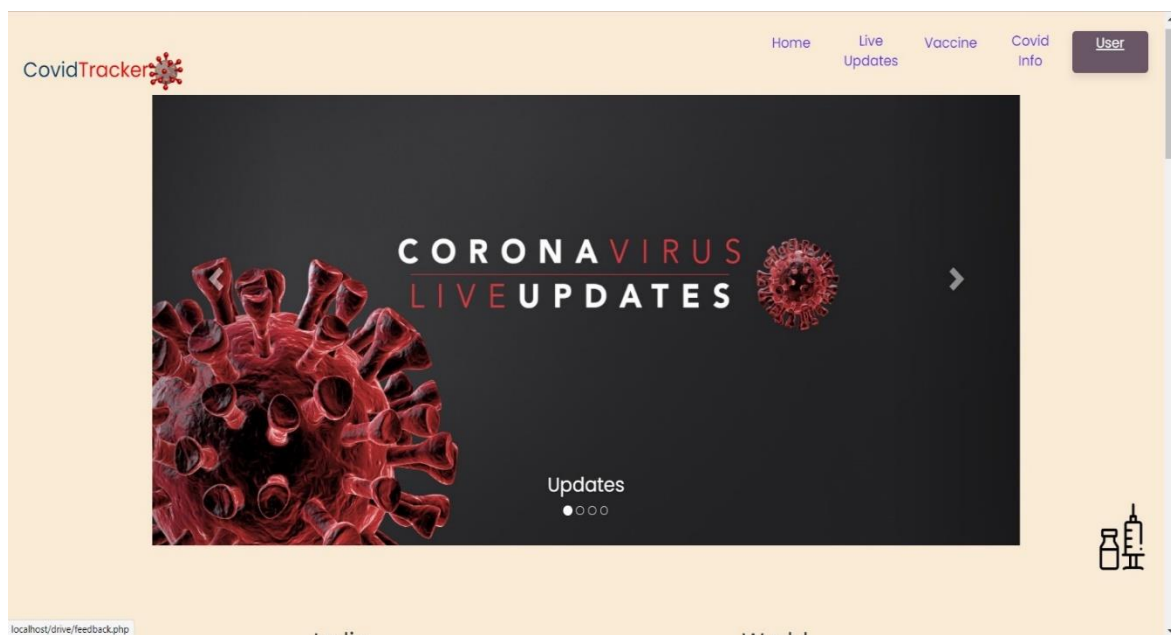 CovidTracker
Home
Live
Updates
Vaccine
Covid
Info
User
CORONAVIRUS
LIVEUPDATES
Updates
localhost/drive/feedback.php